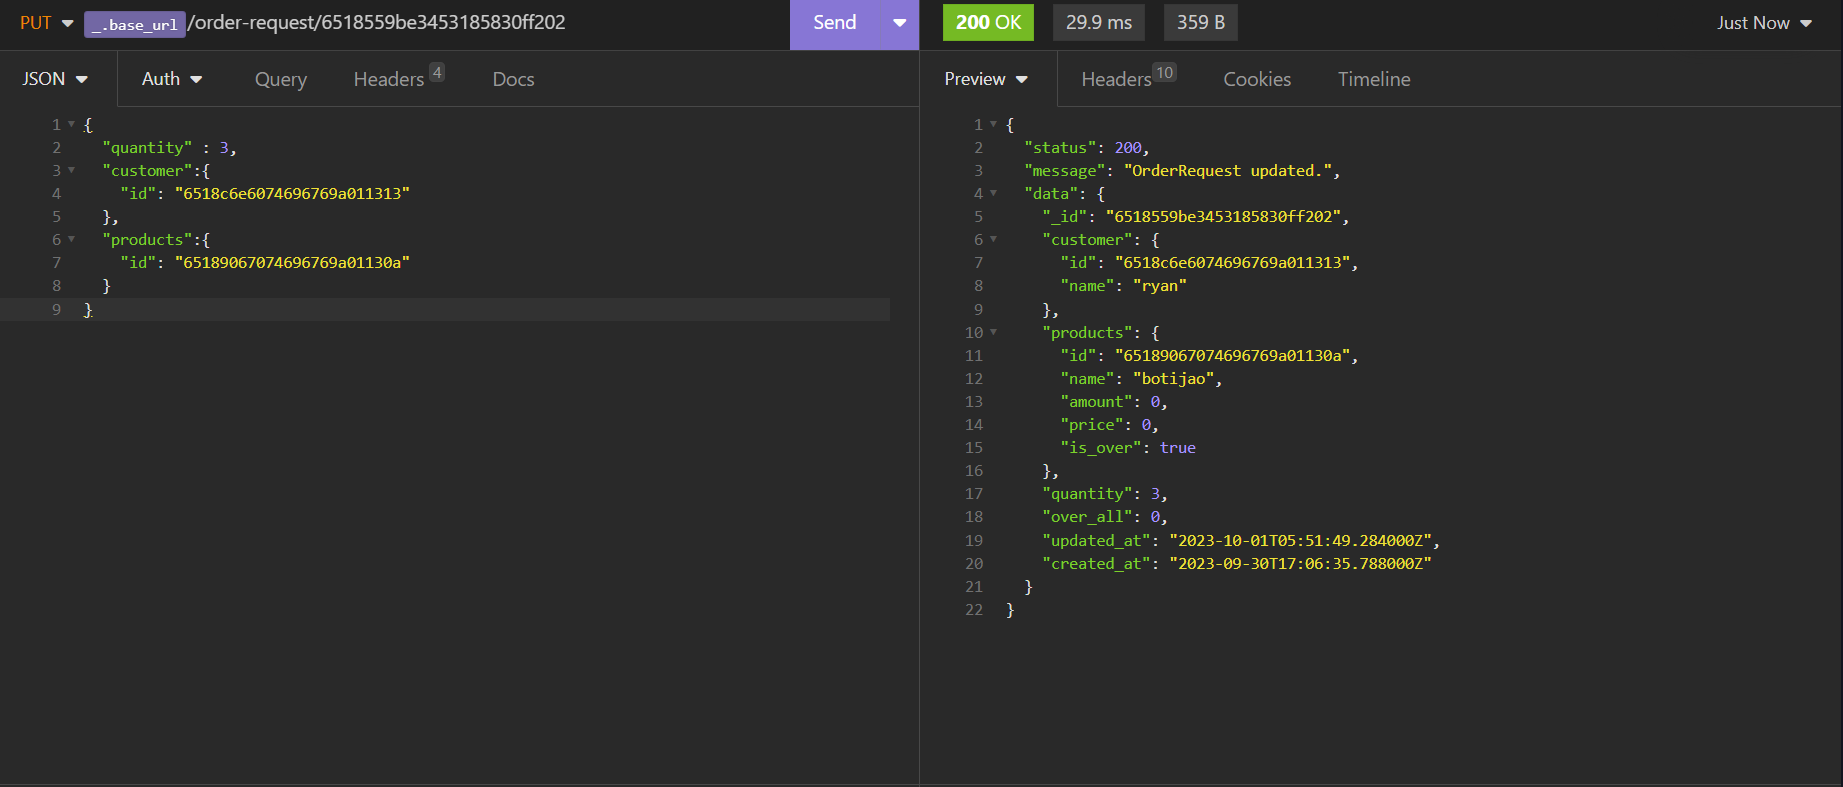 PUT _.base_url/order-request/6518559be3453185830ff202 Send
200 OK 29.9 ms 359 B Just Now
JSON Auth Query Headers 4 Docs
Preview Headers 10 Cookies Timeline
1 {
2 "quantity" : 3,
3 "customer":{
4 "id": "6518c6e6074696769a011313"
5 },
6 "products":{
7 "id": "65189067074696769a01130a"
8 }
9 }
1 {
2 "status": 200,
3 "message": "OrderRequest updated.",
4 "data": {
5 "_id": "6518559be3453185830ff202",
6 "customer": {
7 "id": "6518c6e6074696769a011313",
8 "name": "ryan"
9 },
10 "products": {
11 "id": "65189067074696769a01130a",
12 "name": "botijao",
13 "amount": 0,
14 "price": 0,
15 "is_over": true
16 },
17 "quantity": 3,
18 "over_all": 0,
19 "updated_at": "2023-10-01T05:51:49.284000Z",
20 "created_at": "2023-09-30T17:06:35.788000Z"
21 }
22 }